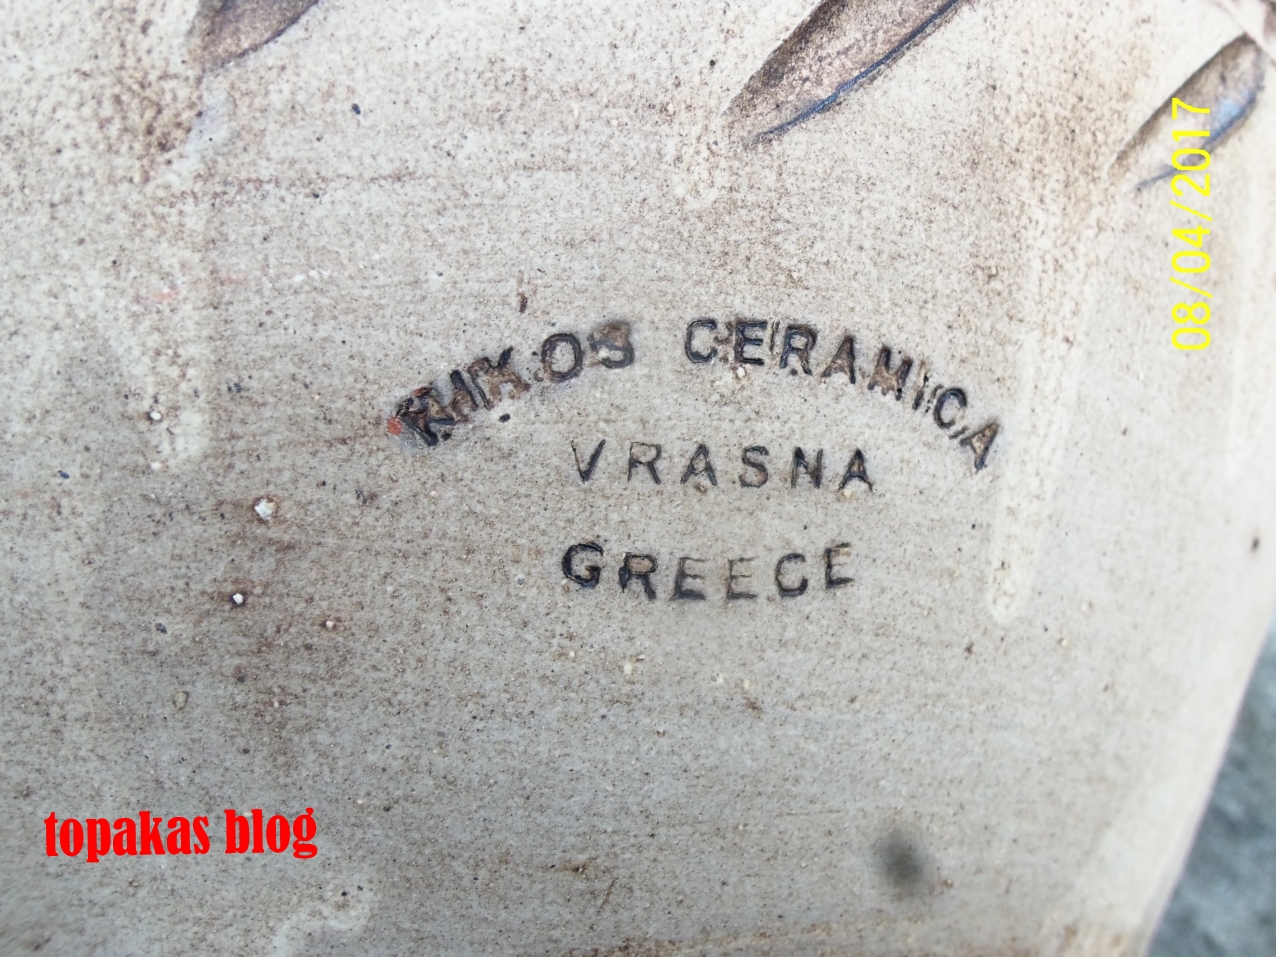 NIKOS CERAMICA
VRASNA
GREECE
08/04/2017
topakas blog